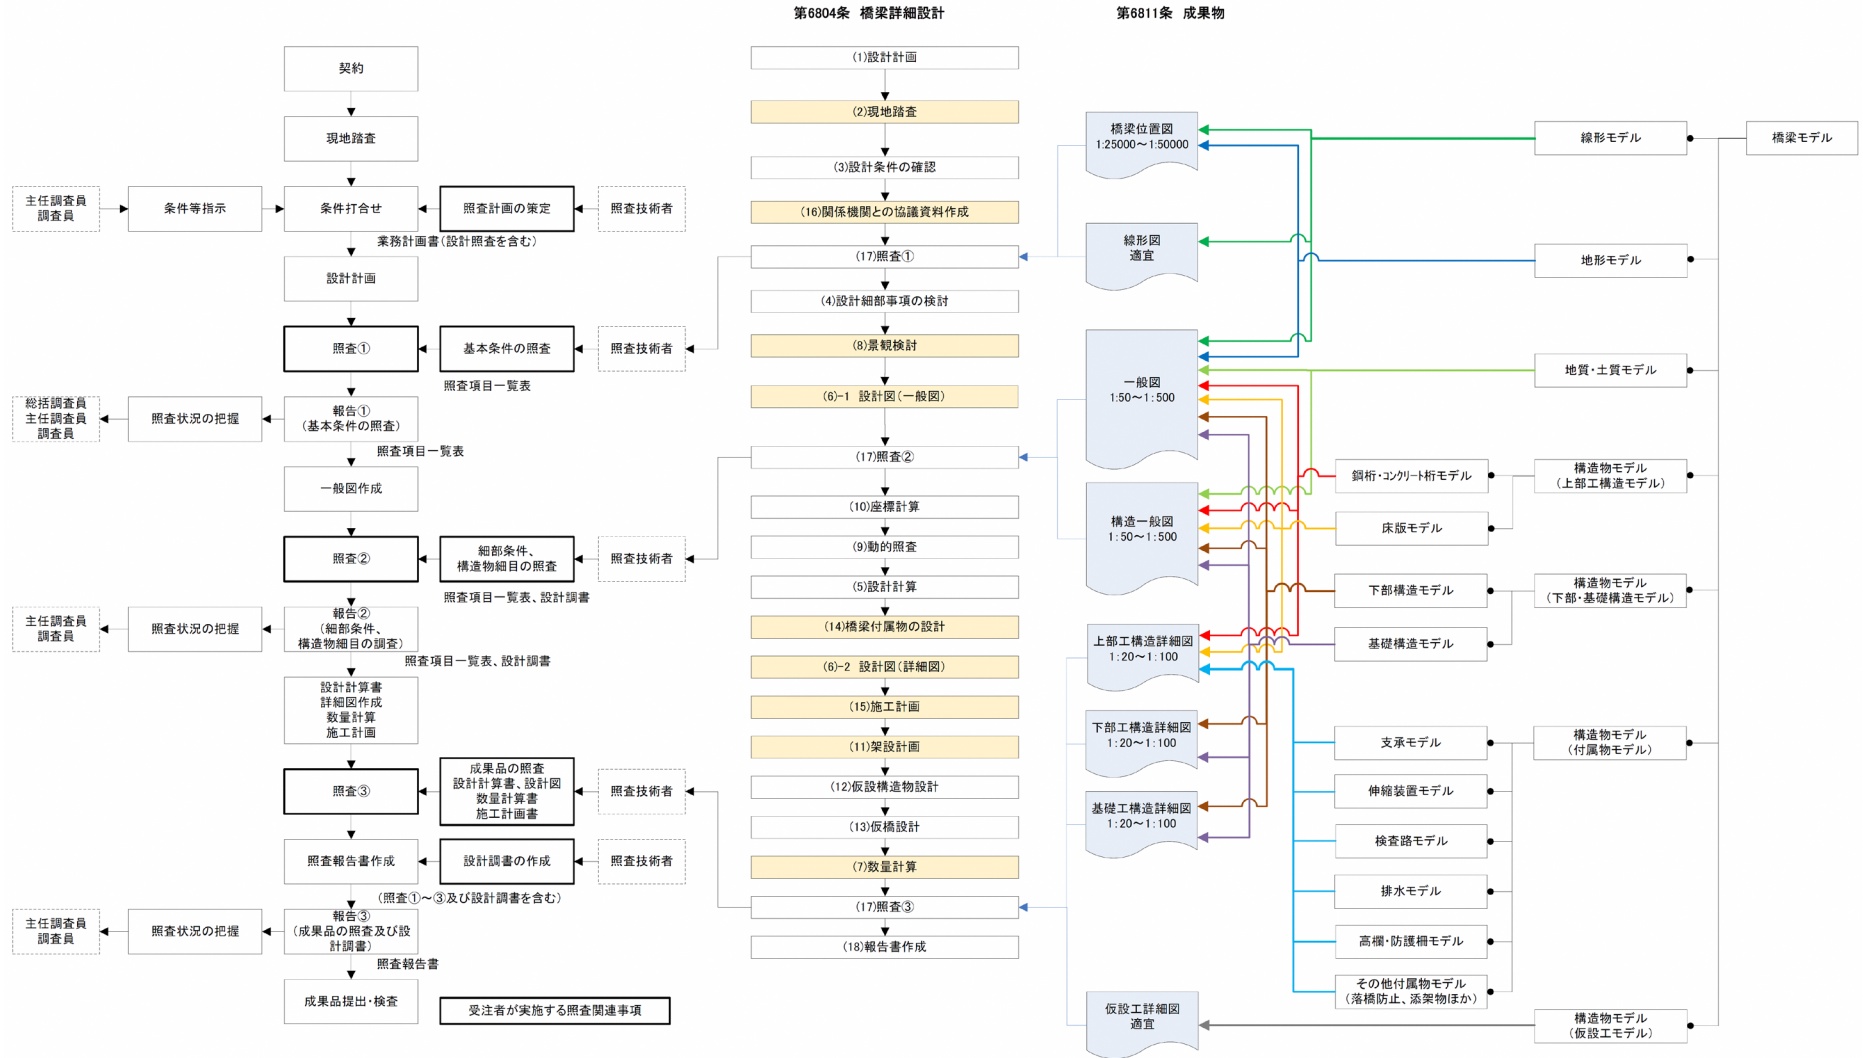 第6804条　橋梁詳細設計
第6811条　成果物
契約
現地踏査
主任調査員
調査員
条件等指示
条件打合せ
照査計画の策定
照査技術者
業務計画書(設計照査を含む)
設計計画
照査①
基本条件の照査
照査技術者
照査項目一覧表
総括調査員
主任調査員
調査員
照査状況の把握
報告①
(基本条件の照査)
照査項目一覧表
一般図作成
照査②
細部条件、
構造物細目の照査
照査技術者
照査項目一覧表、設計調書
主任調査員
調査員
照査状況の把握
報告②
(細部条件、
構造物細目の調査)
照査項目一覧表、設計調書
設計計算書
詳細図作成
数量計算
施工計画
照査③
成果品の照査
設計計算書、設計図
数量計算書
施工計画書
照査技術者
照査報告書作成
設計調書の作成
照査技術者
(照査①～③及び設計調書を含む)
主任調査員
調査員
照査状況の把握
報告③
(成果品の照査及び設
計調書)
照査報告書
成果品提出・検査
受注者が実施する照査関連事項
(1)設計計画
(2)現地踏査
(3)設計条件の確認
(16)関係機関との協議資料作成
(17)照査①
(4)設計細部事項の検討
(8)景観検討
(6)-1　設計図(一般図)
(17)照査②
(10)座標計算
(9)動的照査
(5)設計計算
(14)橋梁付属物の設計
(6)-2　設計図(詳細図)
(15)施工計画
(11)架設計画
(12)仮設構造物設計
(13)仮橋設計
(7)数量計算
(17)照査③
(18)報告書作成
橋梁位置図
1:25000～1:50000
線形図
適宜
一般図
1:50～1:500
構造一般図
1:50～1:500
上部工構造詳細図
1:20～1:100
下部工構造詳細図
1:20～1:100
基礎工構造詳細図
1:20～1:100
仮設工詳細図
適宜
線形モデル
橋梁モデル
地形モデル
地質・土質モデル
鋼桁・コンクリート桁モデル
構造物モデル
(上部工構造モデル)
床版モデル
下部構造モデル
構造物モデル
(下部・基礎構造モデル)
基礎構造モデル
支承モデル
構造物モデル
(付属物モデル)
伸縮装置モデル
検査路モデル
排水モデル
高欄・防護柵モデル
その他付属物モデル
(落橋防止、添架物ほか)
構造物モデル
(仮設工モデル)